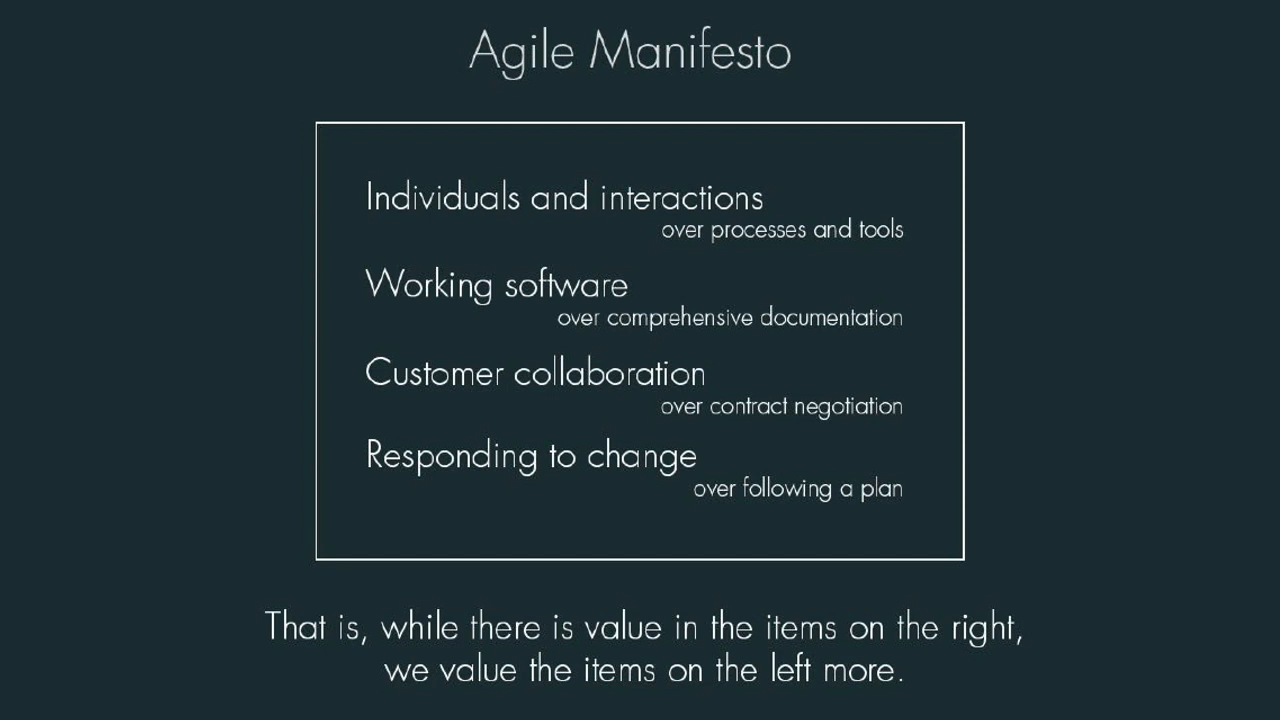 Agile Manifesto
Individuals and interactions
over processes and tools
Working software
over comprehensive documentation
Customer collaboration
over contract negotiation
Responding to change
over following a plan
That is, while there is value in the items on the right,
we value the items on the left more.